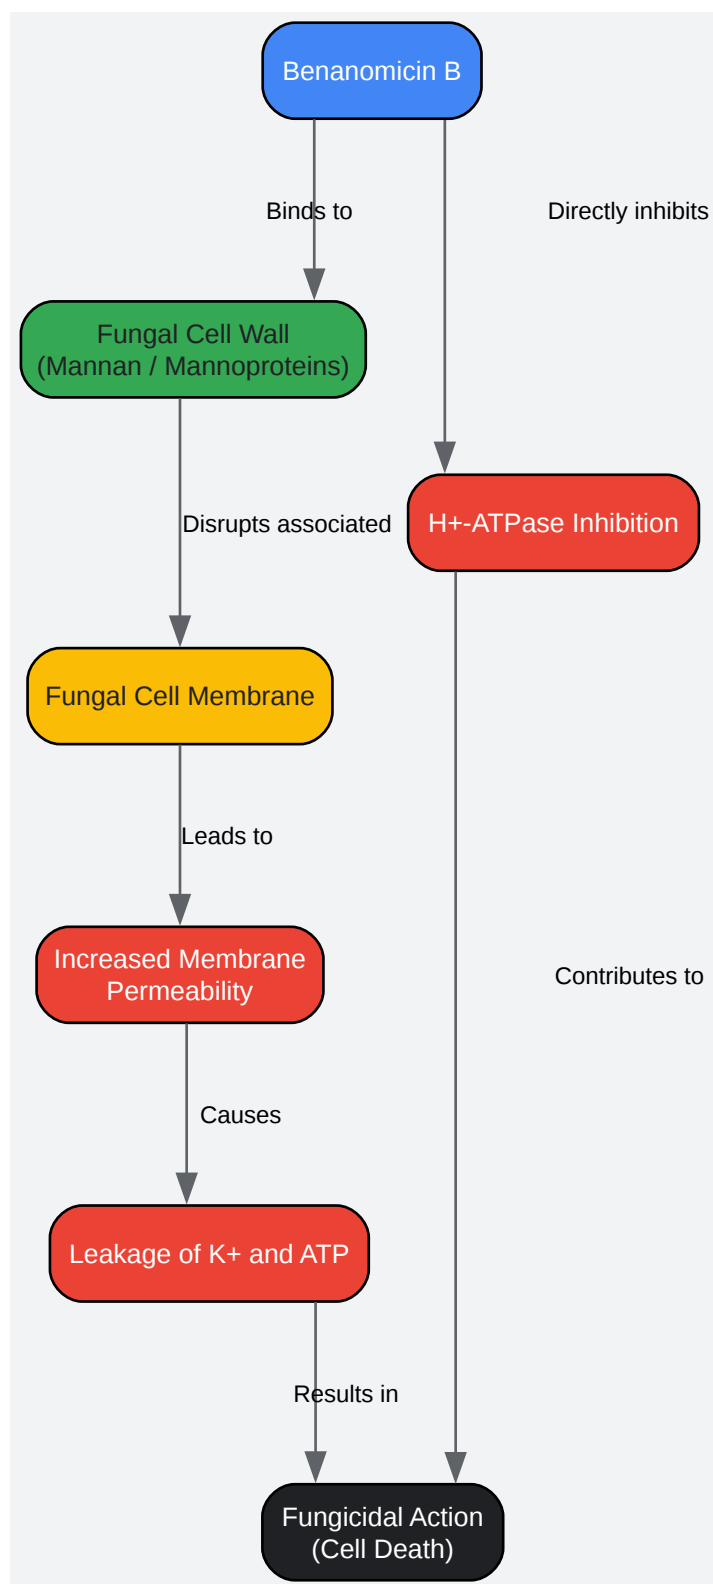 Benanomicin B
Binds to
Directly inhibits
Fungal Cell Wall
(Mannan / Mannoproteins)
Disrupts associated
H+-ATPase Inhibition
Fungal Cell Membrane
Leads to
Increased Membrane
Permeability
Contributes to
Causes
Leakage of K+ and ATP
Results in
Fungicidal Action
(Cell Death)